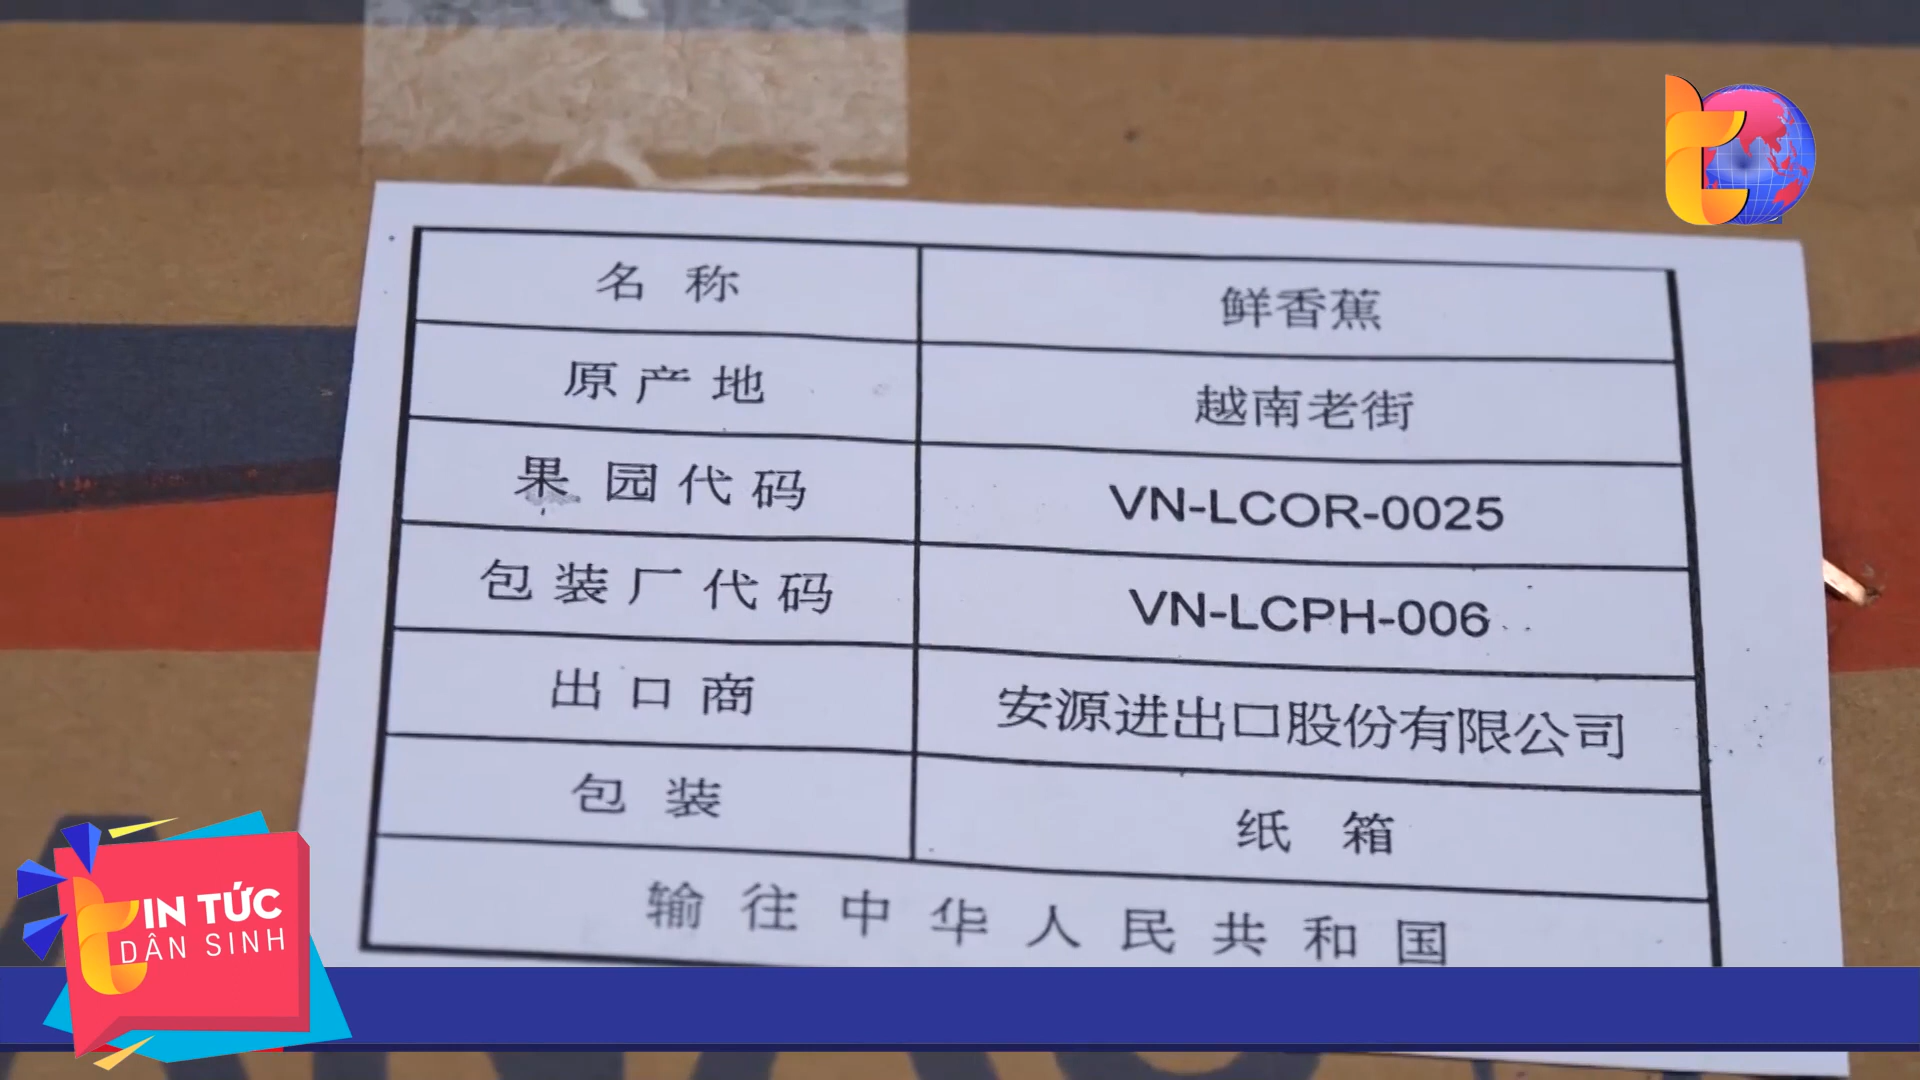 名 称 鲜香蕉
原 产 地 越南老街
果 园 代 码 VN-LCOR-0025
包 装 厂 代 码 VN-LCPH-006
出 口 商 安源进出口股份有限公司
包 装 纸 箱
输 往 中 华 人 民 共 和 国
TIN TỨC
DÂN SINH